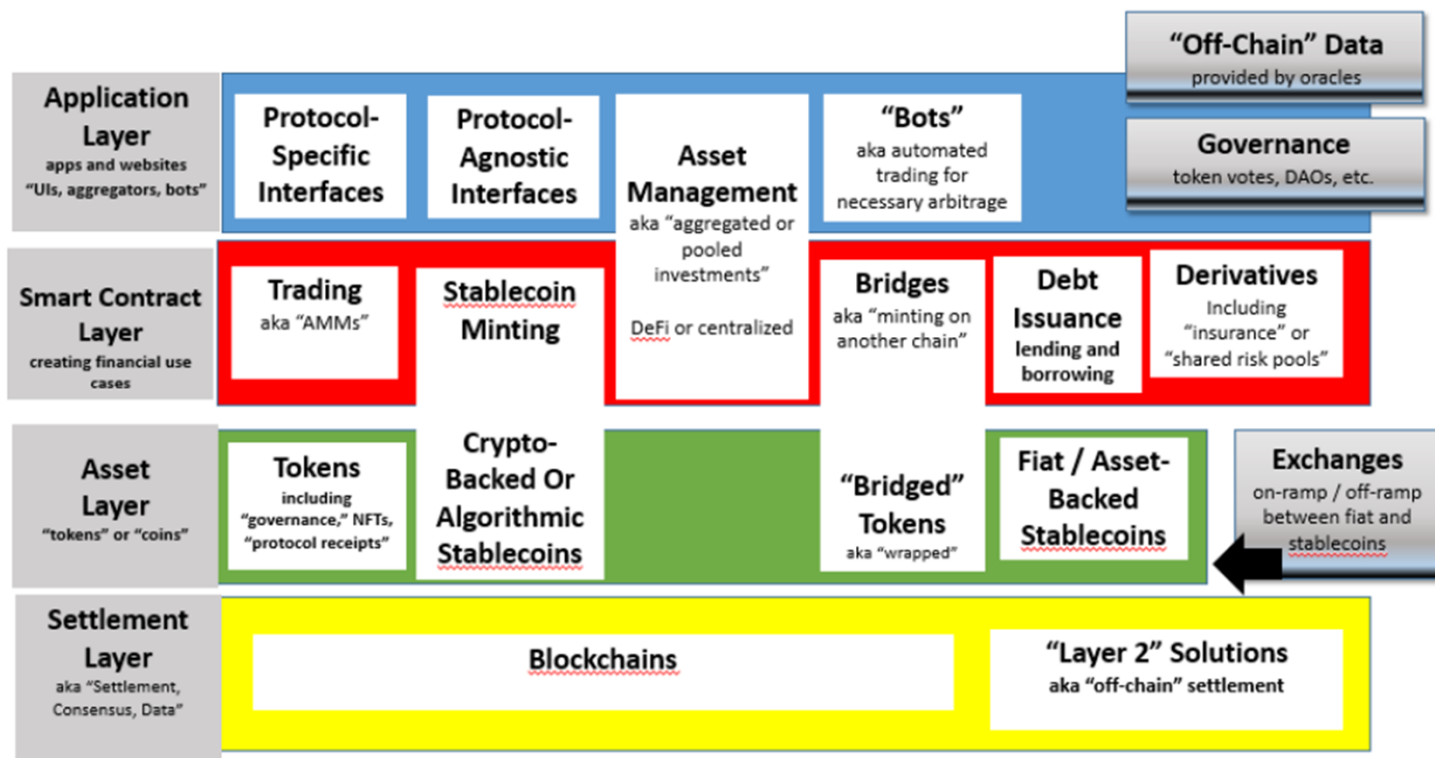 “Off-Chain” Data
provided by oracles
Governance
token votes, DAOs, etc.
Application
Layer
apps and websites
“UIs, aggregators, bots”
Protocol-
Specific
Interfaces
Protocol-
Agnostic
Interfaces
Asset
Management
aka “aggregated or
pooled
investments”
DeFi or centralized
“Bots”
aka automated
trading for
necessary arbitrage
Smart Contract
Layer
creating financial use
cases
Trading
aka “AMMs”
Stablecoin
Minting
Bridges
aka “minting on
another chain”
Debt
Issuance
lending and
borrowing
Derivatives
Including
“insurance” or
“shared risk pools”
Asset
Layer
“tokens” or “coins”
Tokens
including
“governance,” NFTs,
“protocol receipts”
Crypto-
Backed Or
Algorithmic
Stablecoins
“Bridged”
Tokens
aka “wrapped”
Fiat / Asset-
Backed
Stablecoins
Exchanges
on-ramp / off-ramp
between fiat and
stablecoins
Settlement
Layer
aka “Settlement,
Consensus, Data”
Blockchains
“Layer 2” Solutions
aka “off-chain” settlement